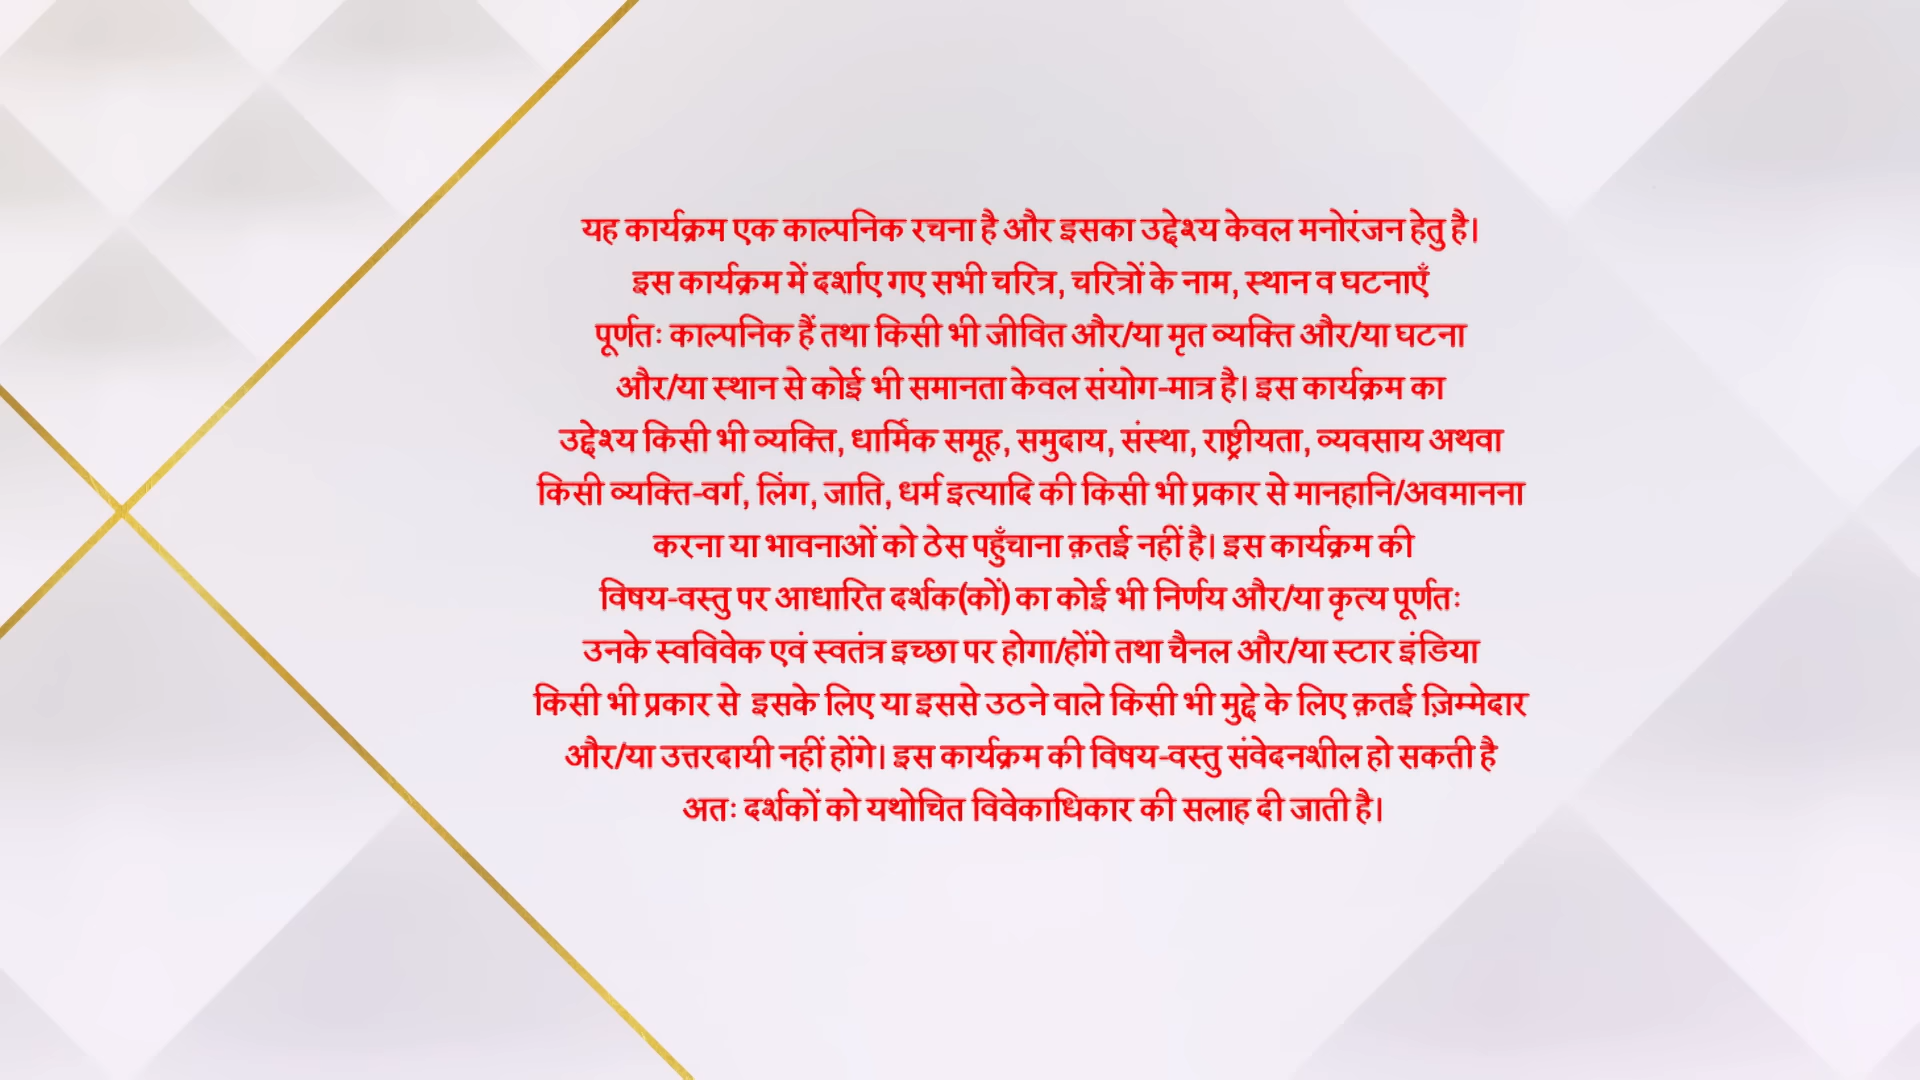 यह कार्यक्रम एक काल्पनिक रचना है और इसका उद्देश्य केवल मनोरंजन हेतु है।
इस कार्यक्रम में दर्शाए गए सभी चरित्र, चरित्रों के नाम, स्थान व घटनाएँ
पूर्णतः काल्पनिक हैं तथा किसी भी जीवित और/या मृत व्यक्ति और/या घटना
और/या स्थान से कोई भी समानता केवल संयोग-मात्र है। इस कार्यक्रम का
उद्देश्य किसी भी व्यक्ति, धार्मिक समूह, समुदाय, संस्था, राष्ट्रीयता, व्यवसाय अथवा
किसी व्यक्ति-वर्ग, लिंग, जाति, धर्म इत्यादि की किसी भी प्रकार से मानहानि/अवमानना
करना या भावनाओं को ठेस पहुँचाना क़तई नहीं है। इस कार्यक्रम की
विषय-वस्तु पर आधारित दर्शक(कों) का कोई भी निर्णय और/या कृत्य पूर्णतः
उनके स्वविवेक एवं स्वतंत्र इच्छा पर होगा/होंगे तथा चैनल और/या स्टार इंडिया
किसी भी प्रकार से इसके लिए या इससे उठने वाले किसी भी मुद्दे के लिए क़तई ज़िम्मेदार
और/या उत्तरदायी नहीं होंगे। इस कार्यक्रम की विषय-वस्तु संवेदनशील हो सकती है
अतः दर्शकों को यथोचित विवेकाधिकार की सलाह दी जाती है।